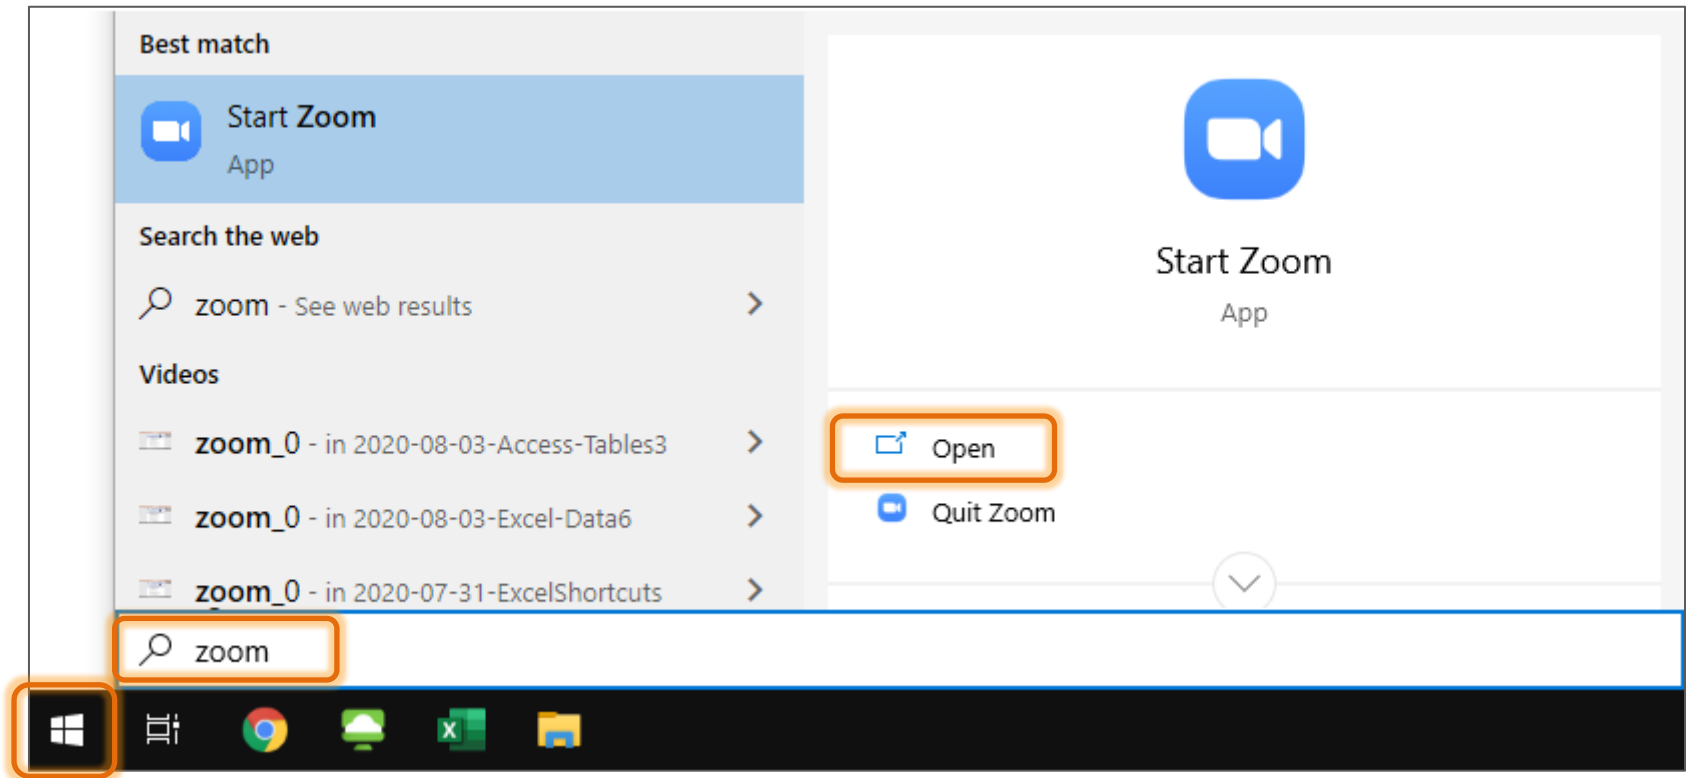 Best match
Start Zoom
App
Search the web
zoom - See web results
Videos
zoom_0 - in 2020-08-03-Access-Tables3
zoom_0 - in 2020-08-03-Excel-Data6
zoom_0 - in 2020-07-31-ExcelShortcuts
zoom
Start Zoom
App
Open
Quit Zoom
X